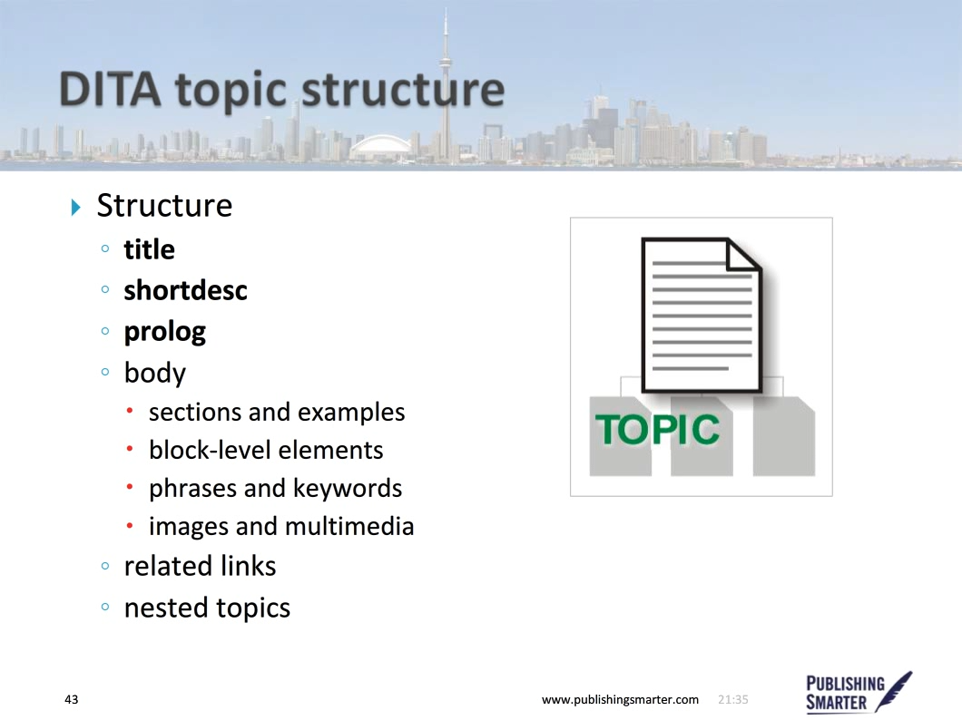 DITA topic structure
Structure
title
shortdesc
prolog
body
sections and examples
block-level elements
phrases and keywords
images and multimedia
related links
nested topics
TOPIC
43
www.publishingsmarter.com
21:35
PUBLISHING
SMARTER